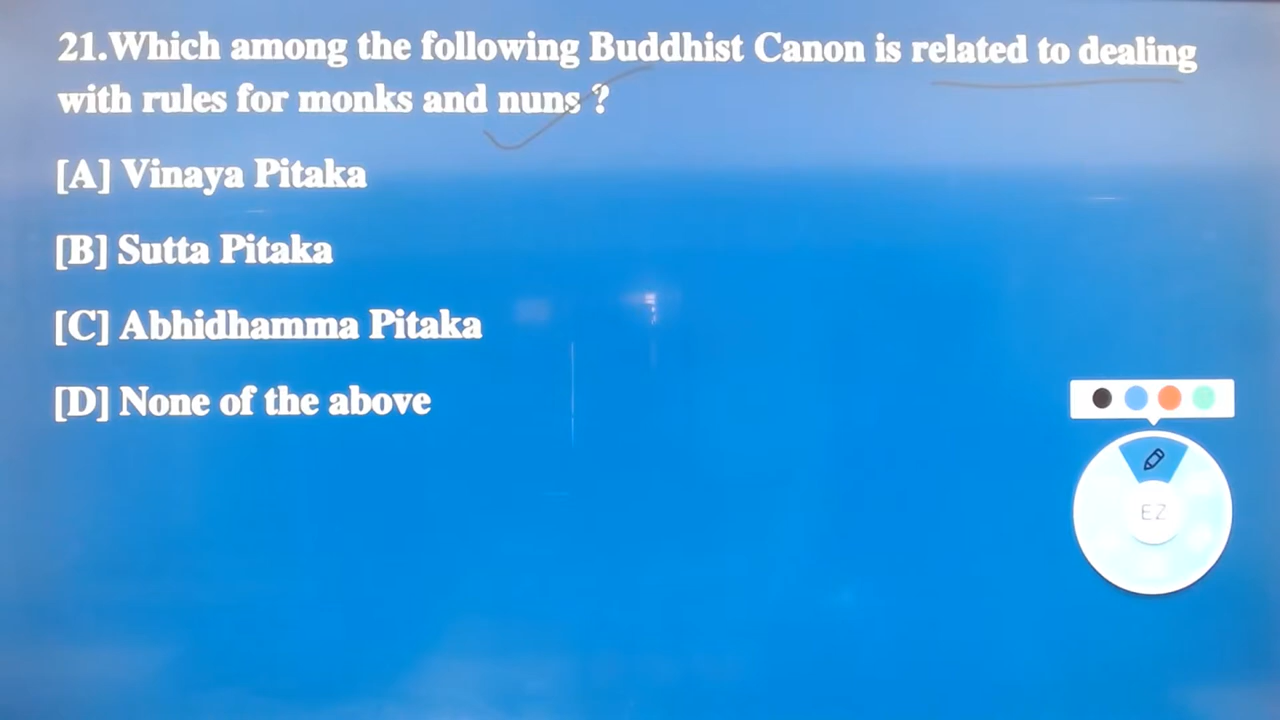 21.Which among the following Buddhist Canon is related to dealing
with rules for monks and nuns ?
[A] Vinaya Pitaka
[B] Sutta Pitaka
[C] Abhidhamma Pitaka
[D] None of the above
EZ